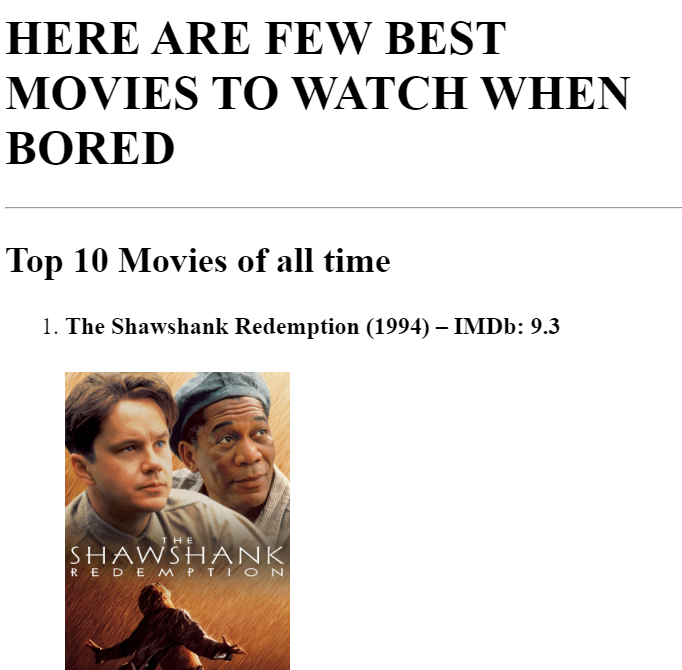 HERE ARE FEW BEST
MOVIES TO WATCH WHEN
BORED
Top 10 Movies of all time
1. The Shawshank Redemption (1994) – IMDb: 9.3
THE
SHAWSHANK
REDEMPTION